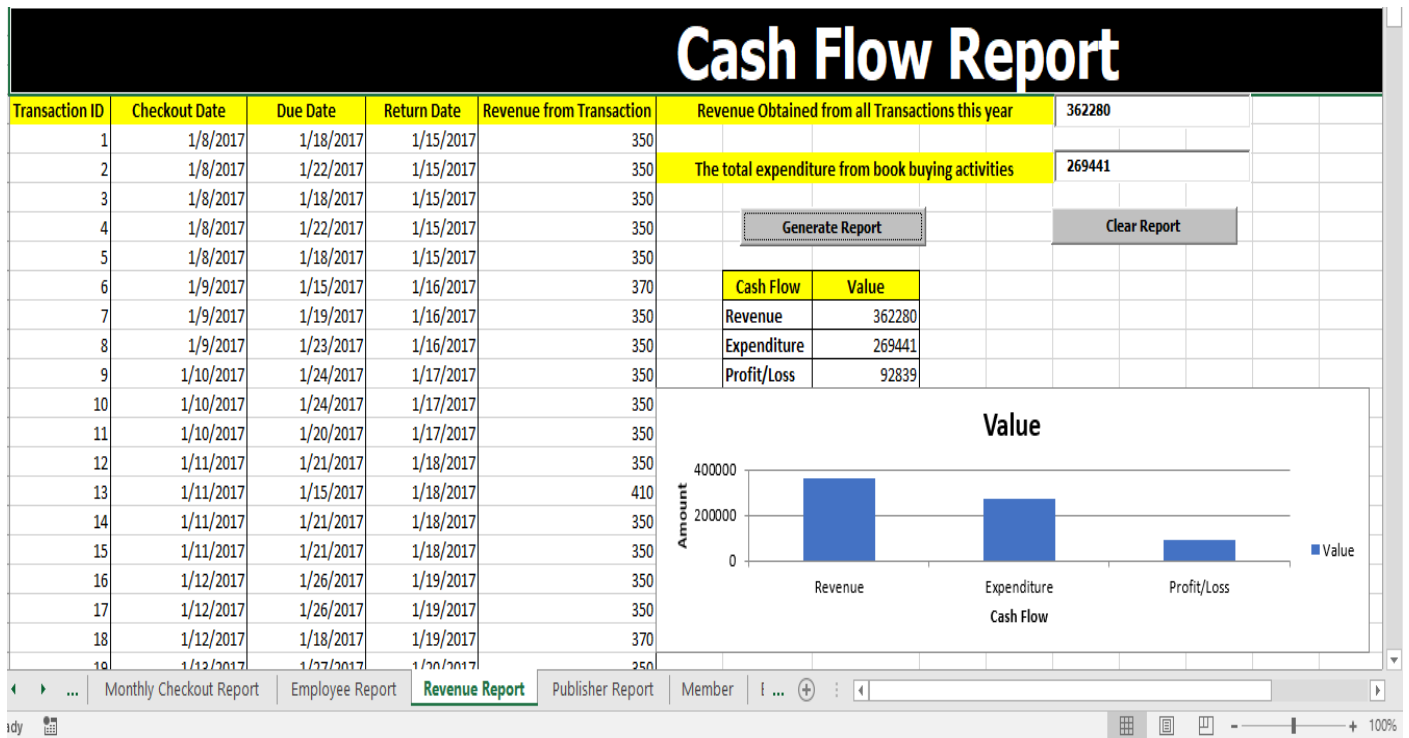 Cash Flow Report
Transaction ID Checkout Date Due Date Return Date Revenue from Transaction Revenue Obtained from all Transactions this year 362280
1 1/8/2017 1/18/2017 1/15/2017 350
2 1/8/2017 1/22/2017 1/15/2017 350 The total expenditure from book buying activities 269441
3 1/8/2017 1/18/2017 1/15/2017 350
4 1/8/2017 1/22/2017 1/15/2017 350 Generate Report Clear Report
5 1/8/2017 1/18/2017 1/15/2017 350
6 1/9/2017 1/15/2017 1/16/2017 370 Cash Flow Value
7 1/9/2017 1/19/2017 1/16/2017 350 Revenue 362280
8 1/9/2017 1/23/2017 1/16/2017 350 Expenditure 269441
9 1/10/2017 1/24/2017 1/17/2017 350 Profit/Loss 92839
10 1/10/2017 1/24/2017 1/17/2017 350
11 1/10/2017 1/20/2017 1/17/2017 350
12 1/11/2017 1/21/2017 1/18/2017 350
13 1/11/2017 1/15/2017 1/18/2017 410
14 1/11/2017 1/21/2017 1/18/2017 350
15 1/11/2017 1/21/2017 1/18/2017 350
16 1/12/2017 1/26/2017 1/19/2017 350
17 1/12/2017 1/26/2017 1/19/2017 350
18 1/12/2017 1/18/2017 1/19/2017 370
19 1/13/2017 1/27/2017 1/20/2017 350
Value
400000
200000
0
Amount
Revenue Expenditure Profit/Loss
Cash Flow
Value
... Monthly Checkout Report Employee Report Revenue Report Publisher Report Member ...
100%